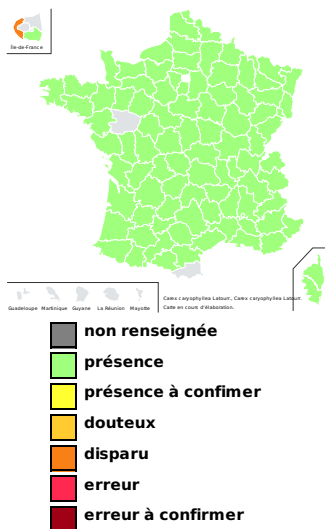 Île-de-France
Guadeloupe Martinique Guyane La Réunion Mayotte
Carex caryophyllea Latourr., Carex caryophyllea Latourr.
Carte en cours d'élaboration.
non renseignée
présence
présence à confimer
douteux
disparu
erreur
erreur à confirmer